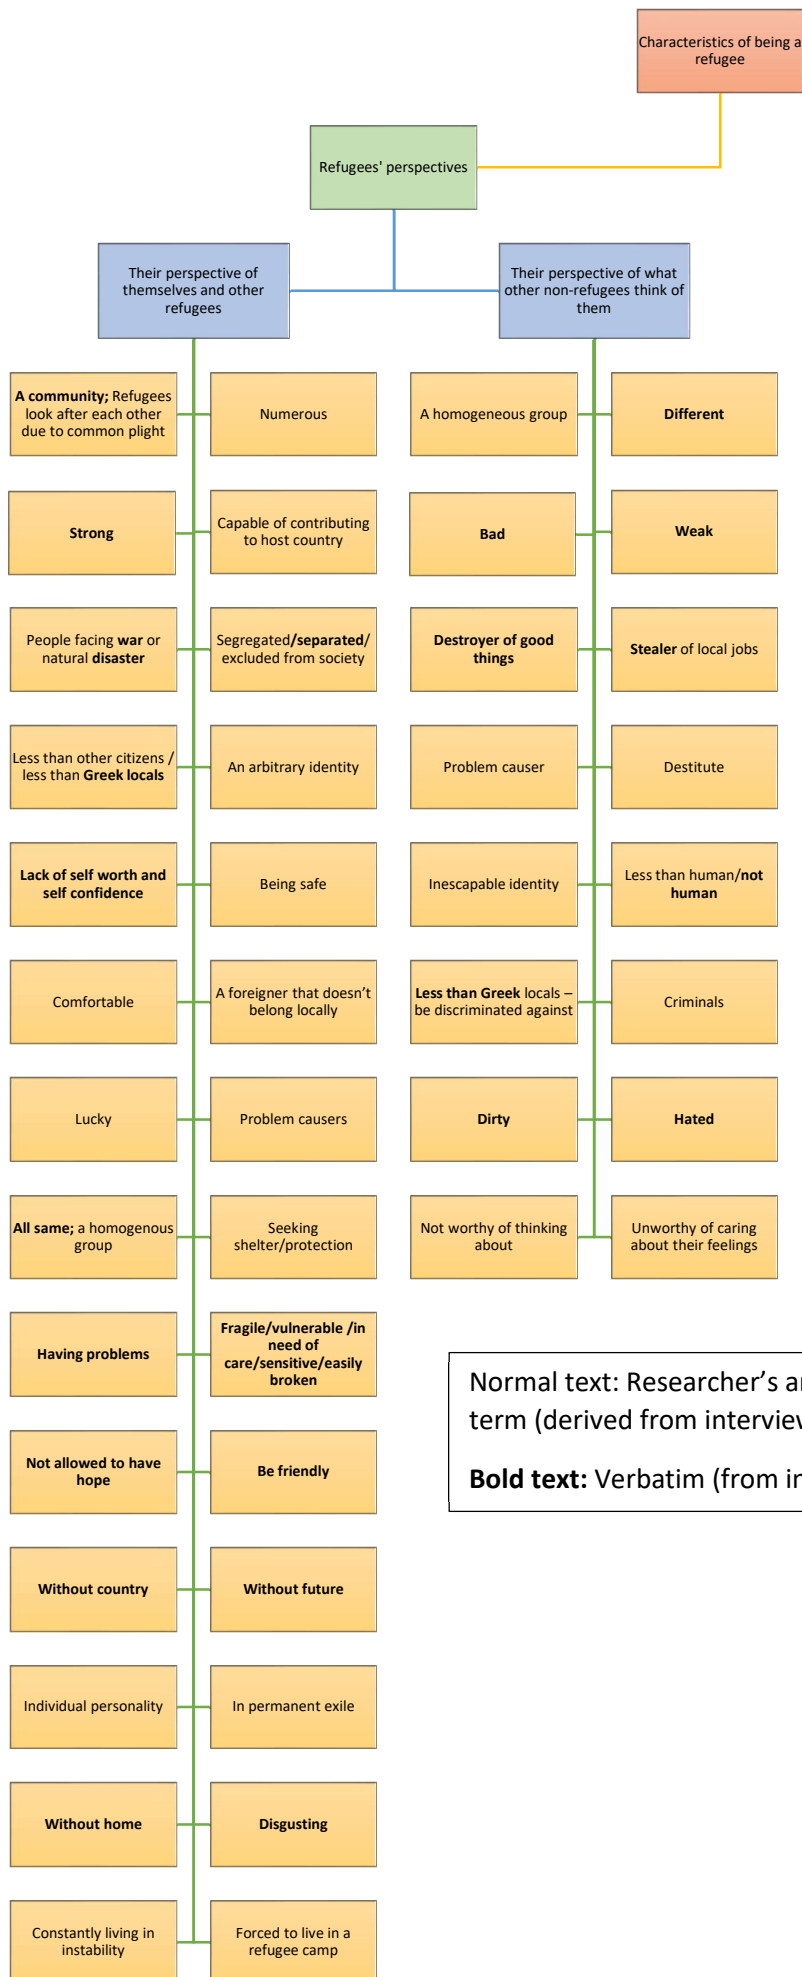 Characteristics of being a
refugee
Refugees' perspectives
Their perspective of
themselves and other
refugees
Their perspective of what
other non-refugees think of
them
A community; Refugees
look after each other
due to common plight
Numerous
A homogeneous group
Different
Strong
Capable of contributing
to host country
Bad
Weak
People facing war or
natural disaster
Segregated/separated/
excluded from society
Destroyer of good
things
Stealer of local jobs
Less than other citizens /
less than Greek locals
An arbitrary identity
Problem causer
Destitute
Lack of self worth and
self confidence
Being safe
Inescapable identity
Less than human/not
human
Comfortable
A foreigner that doesn't
belong locally
Less than Greek locals –
be discriminated against
Criminals
Lucky
Problem causers
Dirty
Hated
All same; a homogenous
group
Seeking
shelter/protection
Not worthy of thinking
about
Unworthy of caring
about their feelings
Having problems
Fragile/vulnerable /in
need of
care/sensitive/easily
broken
Normal text: Researcher's
term (derived from
Bold text: Verbatim (from
Not allowed to have
hope
Be friendly
Without country
Without future
Individual personality
In permanent exile
Without home
Disgusting
Constantly living in
instability
Forced to live in a
refugee camp